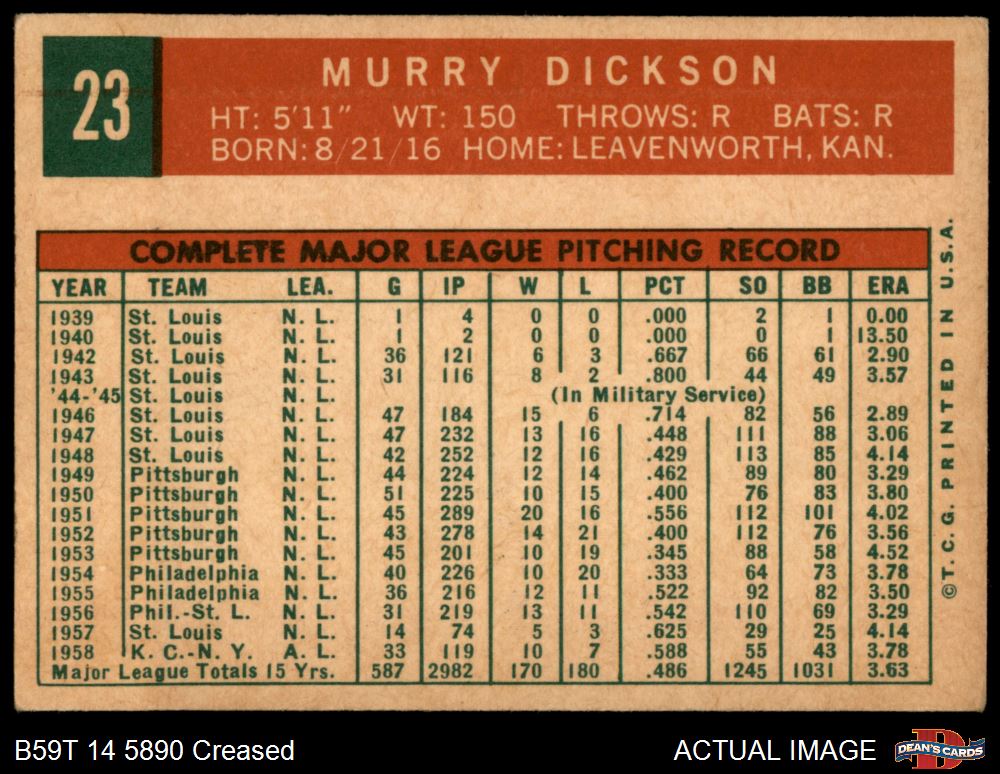 23
MURRY DICKSON
HT: 5'11" WT: 150 THROWS: R BATS: R
BORN: 8/21/16 HOME: LEAVENWORTH, KAN.
COMPLETE MAJOR LEAGUE PITCHING RECORD
YEAR TEAM LEA. G IP W L PCT SO BB ERA
1939 St. Louis N. L. 1 4 0 0 .000 2 1 0.00
1940 St. Louis N. L. 1 2 0 0 .000 0 1 13.50
1942 St. Louis N. L. 36 121 6 3 .667 66 61 2.90
1943 St. Louis N. L. 31 116 8 2 .800 44 49 3.57
'44-'45 St. Louis N. L. (In Military Service)
1946 St. Louis N. L. 47 184 15 6 .714 82 56 2.89
1947 St. Louis N. L. 47 232 13 16 .448 111 88 3.06
1948 St. Louis N. L. 42 252 12 16 .429 113 85 4.14
1949 Pittsburgh N. L. 44 224 12 14 .462 89 80 3.29
1950 Pittsburgh N. L. 51 225 10 15 .400 76 83 3.80
1951 Pittsburgh N. L. 45 289 20 16 .556 112 101 4.02
1952 Pittsburgh N. L. 43 278 14 21 .400 112 76 3.56
1953 Pittsburgh N. L. 45 201 10 19 .345 88 58 4.52
1954 Philadelphia N. L. 40 226 10 20 .333 64 73 3.78
1955 Philadelphia N. L. 36 216 12 11 .522 92 82 3.50
1956 Phil.-St. L. N. L. 31 219 13 11 .542 110 69 3.29
1957 St. Louis N. L. 14 74 5 3 .625 29 25 4.14
1958 K. C.-N. Y. A. L. 33 119 10 7 .588 55 43 3.78
Major League Totals 15 Yrs. 587 2982 170 180 .486 1245 1031 3.63
©T. C. G. PRINTED IN U.S.A.
B59T 14 5890 Creased
ACTUAL IMAGE
D
DEAN'S CARDS